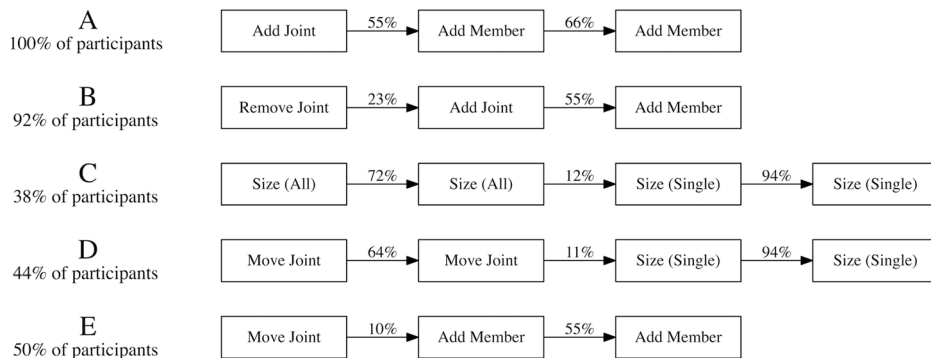 A
100% of participants
Add Joint 55% Add Member 66% Add Member
B
92% of participants
Remove Joint 23% Add Joint 55% Add Member
C
38% of participants
Size (All) 72% Size (All) 12% Size (Single) 94% Size (Single)
D
44% of participants
Move Joint 64% Move Joint 11% Size (Single) 94% Size (Single)
E
50% of participants
Move Joint 10% Add Member 55% Add Member